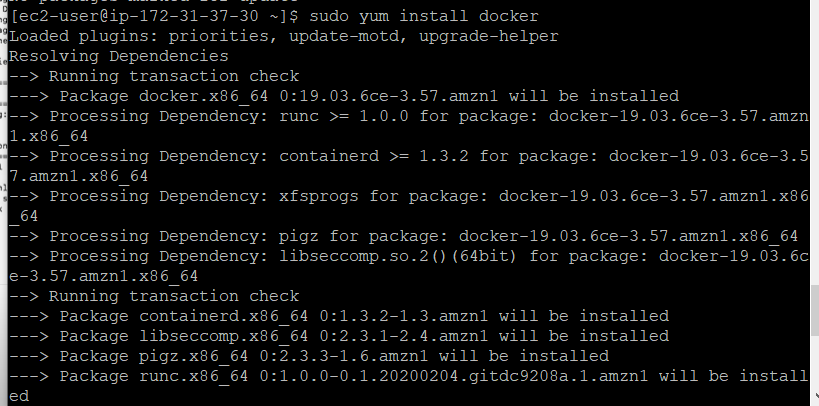 [ec2-user@ip-172-31-37-30 ~]$ sudo yum install docker
Loaded plugins: priorities, update-motd, upgrade-helper
Resolving Dependencies
--> Running transaction check
---> Package docker.x86_64 0:19.03.6ce-3.57.amzn1 will be installed
--> Processing Dependency: runc >= 1.0.0 for package: docker-19.03.6ce-3.57.amzn
1.x86_64
--> Processing Dependency: containerd >= 1.3.2 for package: docker-19.03.6ce-3.5
7.amzn1.x86_64
--> Processing Dependency: xfsprogs for package: docker-19.03.6ce-3.57.amzn1.x86
_64
--> Processing Dependency: pigz for package: docker-19.03.6ce-3.57.amzn1.x86_64
--> Processing Dependency: libseccomp.so.2()(64bit) for package: docker-19.03.6c
e-3.57.amzn1.x86_64
--> Running transaction check
---> Package containerd.x86_64 0:1.3.2-1.3.amzn1 will be installed
---> Package libseccomp.x86_64 0:2.3.1-2.4.amzn1 will be installed
---> Package pigz.x86_64 0:2.3.3-1.6.amzn1 will be installed
---> Package runc.x86_64 0:1.0.0-0.1.20200204.gitdc9208a.1.amzn1 will be install
ed